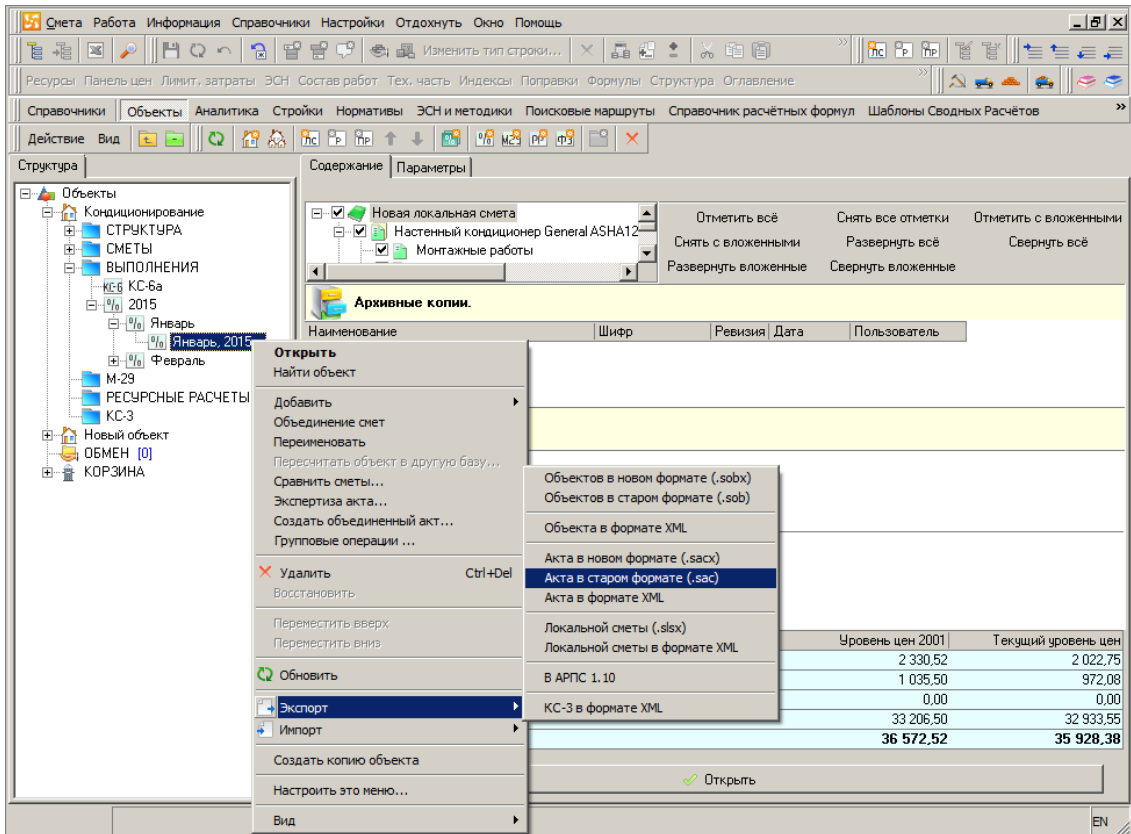 Смета Работа Информация Справочники Настройки Отдохнуть Окно Помощь
Изменить тип строки...
Ресурсы Панель цен Лимит. затраты ЭСН Состав работ Тех. часть Индексы Поправки Формулы Структура Оглавление
Справочники Объекты Аналитика Стройки Нормативы ЭСН и методики Поисковые маршруты Справочник расчётных формул Шаблоны Сводных Расчётов
Действие Вид
Структура
Содержание Параметры
Объекты
Кондиционирование
СТРУКТУРА
СМЕТЫ
ВЫПОЛНЕНИЯ
КС-6 КС-6а
2015
Январь
Январь, 2015
Февраль
М-29
РЕСУРСНЫЕ РАСЧЕТЫ
КС-3
Новый объект
ОБМЕН [0]
КОРЗИНА
Новая локальная смета
Настенный кондиционер General ASHA12
Монтажные работы
Отметить всё Снять все отметки Отметить с вложенными
Снять с вложенными Развернуть всё Свернуть всё
Развернуть вложенные Свернуть вложенные
Архивные копии.
Наименование Шифр Ревизия Дата Пользователь
Открыть
Найти объект
Добавить
Объединение смет
Переименовать
Пересчитать объект в другую базу...
Сравнить сметы...
Экспертиза акта...
Создать объединенный акт...
Групповые операции ...
Удалить Ctrl+Del
Восстановить
Переместить вверх
Переместить вниз
Обновить
Экспорт
Импорт
Создать копию объекта
Настроить это меню...
Вид
Объектов в новом формате (.sobx)
Объектов в старом формате (.sob)
Объекта в формате XML
Акта в новом формате (.sacx)
Акта в старом формате (.sac)
Акта в формате XML
Локальной сметы (.slsx)
Локальной сметы в формате XML
В АРПС 1.10
КС-3 в формате XML
Уровень цен 2001 Текущий уровень цен
2 330,52 2 022,75
1 035,50 972,08
0,00 0,00
33 206,50 32 933,55
36 572,52 35 928,38
Открыть
EN